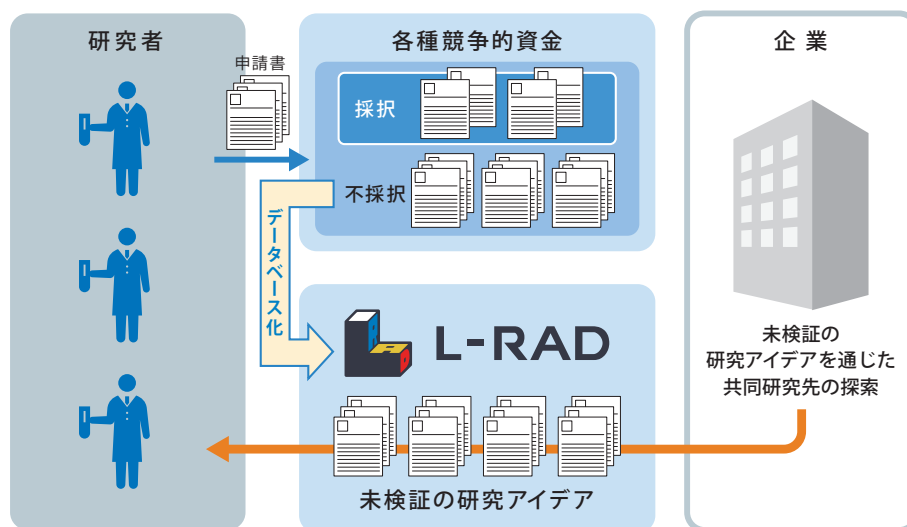 研究者
申請書
各種競争的資金
採択
不採択
データベース化
L-RAD
未検証の研究アイデア
企業
未検証の
研究アイデアを通じた
共同研究先の探索